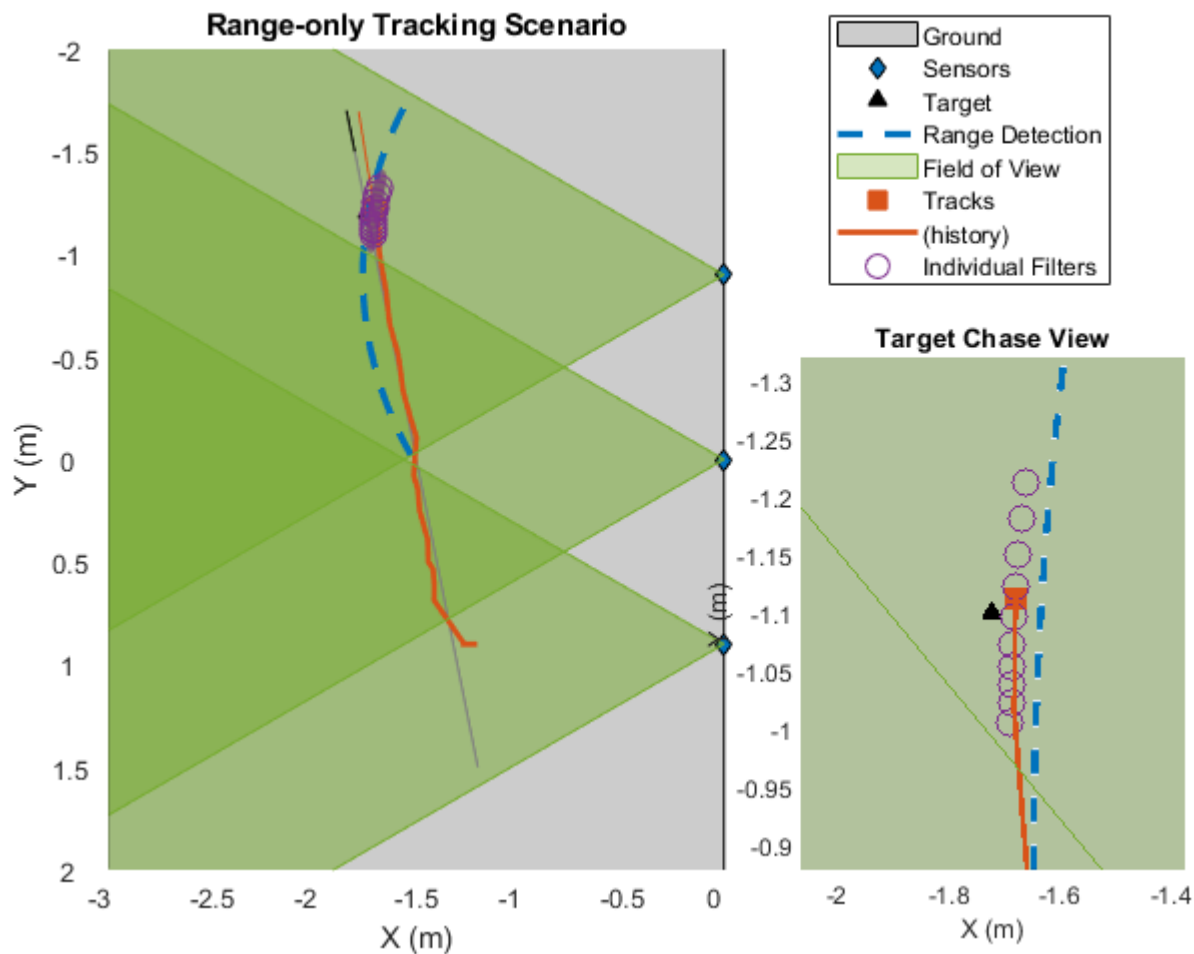 Range-only Tracking Scenario
-2
-1.5
-1
-0.5
0
0.5
1
1.5
2
Y (m)
-3
-2.5
-2
-1.5
-1
-0.5
0
X (m)
Ground
Sensors
Target
Range Detection
Field of View
Tracks
(history)
Individual Filters
Target Chase View
-1.3
-1.25
-1.2
-1.15
-1.1
-1.05
-1
-0.95
-0.9
Y (m)
-2
-1.8
-1.6
-1.4
X (m)